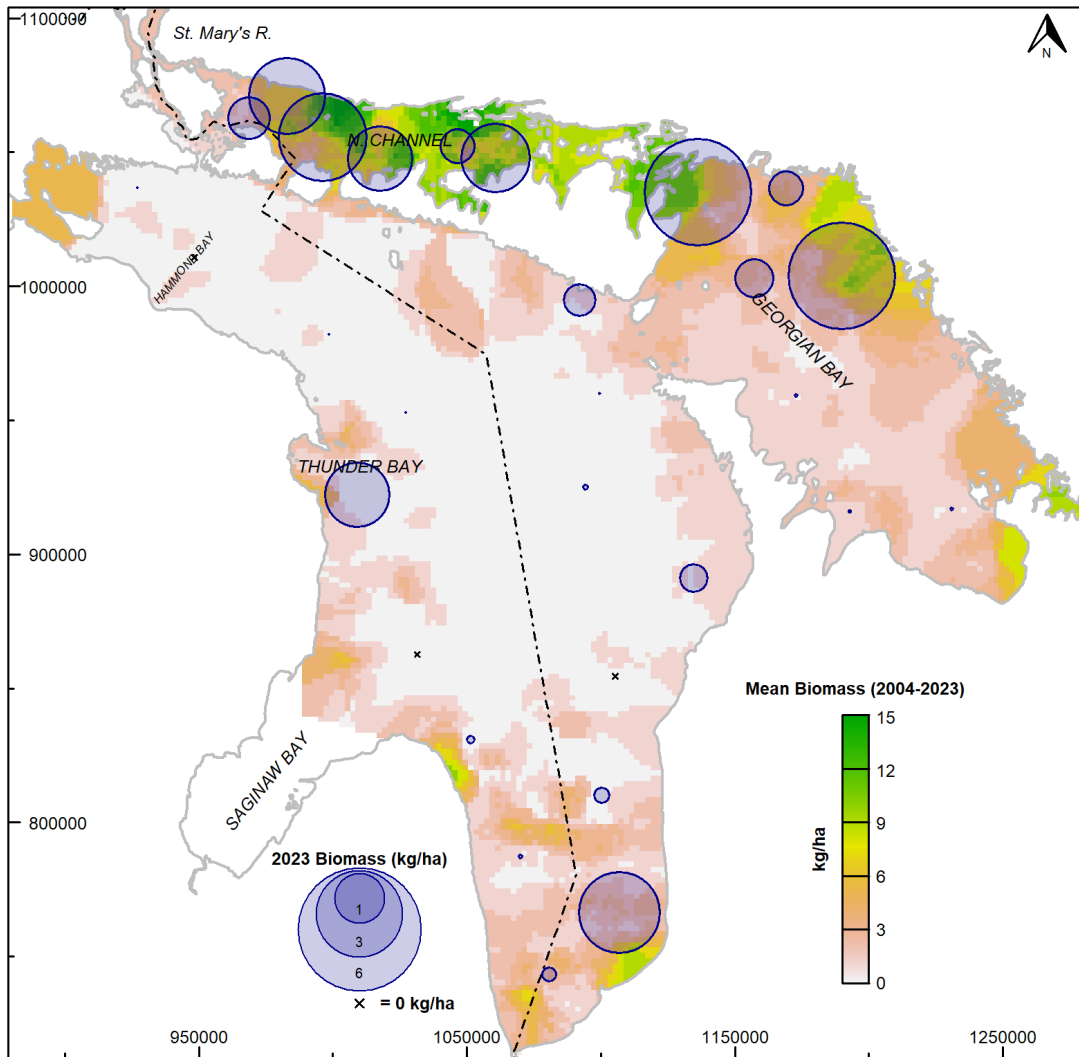 1100000
St. Mary's R.
N
N. CHANNEL
1000000
HAMMOND BAY
GEORGIAN BAY
THUNDER BAY
900000
Mean Biomass (2004-2023)
15
12
9
6
3
0
kg/ha
SAGINAW BAY
800000
2023 Biomass (kg/ha)
1
3
6
× = 0 kg/ha
950000
1050000
1150000
1250000